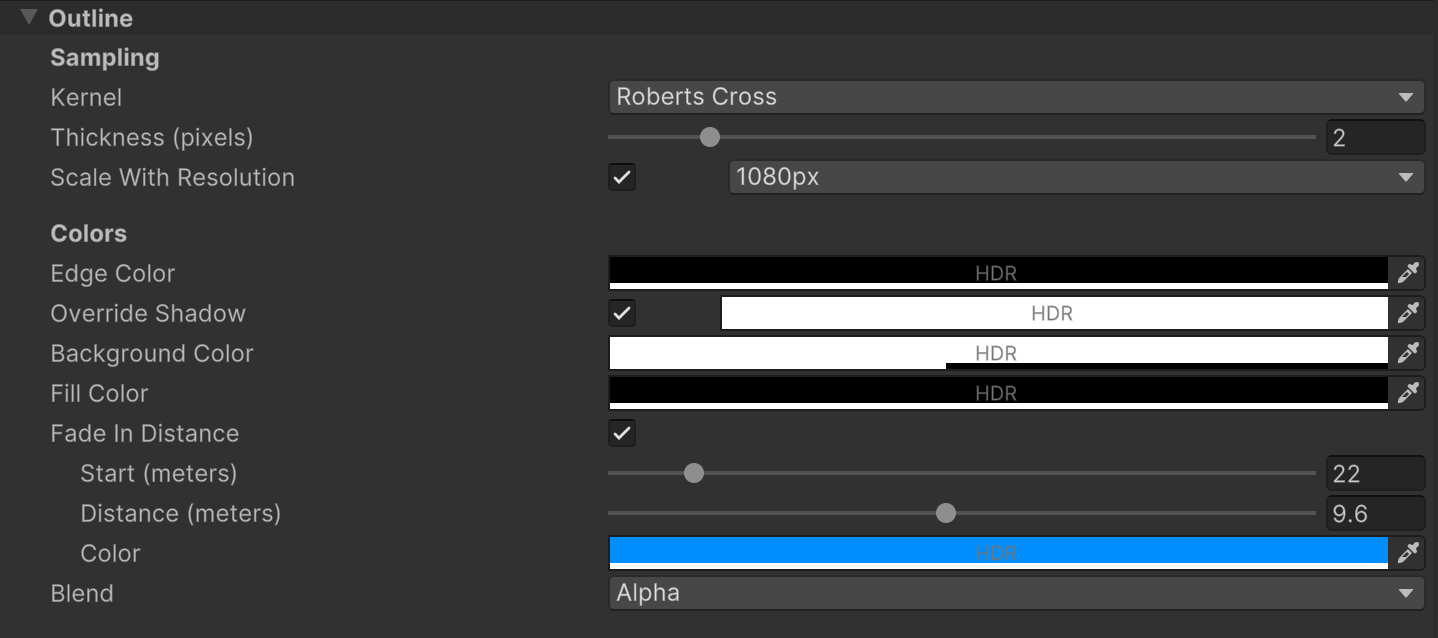 Outline
Sampling
Kernel Roberts Cross
Thickness (pixels) 2
Scale With Resolution 1080px
Colors
Edge Color HDR
Override Shadow HDR
Background Color HDR
Fill Color HDR
Fade In Distance
Start (meters) 22
Distance (meters) 9.6
Color HDR
Blend Alpha